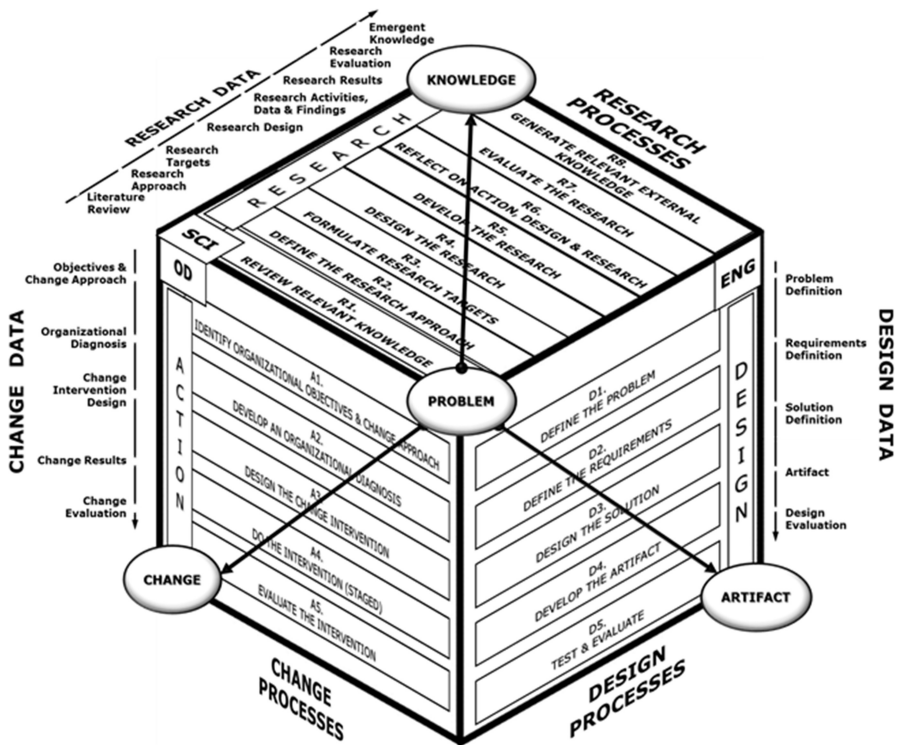 Emergent
Knowledge
Research
Evaluation
Research Results
Research Activities,
Data & Findings
Research Design
Research
Targets
Research
Approach
Literature
Review
RESEARCH DATA
KNOWLEDGE
RESEARCH
PROCESSES
RESEARCH
R8.
GENERATE RELEVANT EXTERNAL
KNOWLEDGE
R7.
EVALUATE THE RESEARCH
R6.
REFLECT ON ACTION, DESIGN & RESEARCH
R5.
DEVELOP THE RESEARCH
R4.
DESIGN THE RESEARCH
R3.
FORMULATE RESEARCH TARGETS
R2.
DEFINE THE RESEARCH APPROACH
R1.
REVIEW RELEVANT KNOWLEDGE
SCI
OD
ENG
CHANGE DATA
Objectives &
Change Approach
Organizational
Diagnosis
Change
Intervention
Design
Change Results
Change
Evaluation
ACTION
A1.
IDENTIFY ORGANIZATIONAL OBJECTIVES & CHANGE APPROACH
A2.
DEVELOP AN ORGANIZATIONAL DIAGNOSIS
A3.
DESIGN THE CHANGE INTERVENTION
A4.
DO THE INTERVENTION (STAGED)
A5.
EVALUATE THE INTERVENTION
PROBLEM
D1.
DEFINE THE PROBLEM
D2.
DEFINE THE REQUIREMENTS
D3.
DESIGN THE SOLUTION
D4.
DEVELOP THE ARTIFACT
D5.
TEST & EVALUATE
DESIGN
Problem
Definition
Requirements
Definition
Solution
Definition
Artifact
Design
Evaluation
DESIGN DATA
CHANGE
ARTIFACT
CHANGE
PROCESSES
DESIGN
PROCESSES